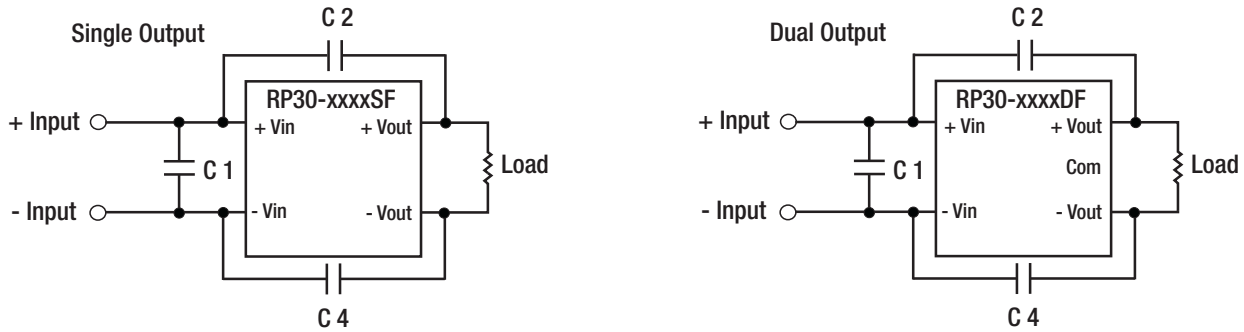 Single Output
C 2
RP30-xxxxSF
+ Input
+ Vin
+ Vout
C 1
Load
- Input
- Vin
- Vout
C 4
Dual Output
C 2
RP30-xxxxDF
+ Input
+ Vin
+ Vout
C 1
Com
Load
- Input
- Vin
- Vout
C 4